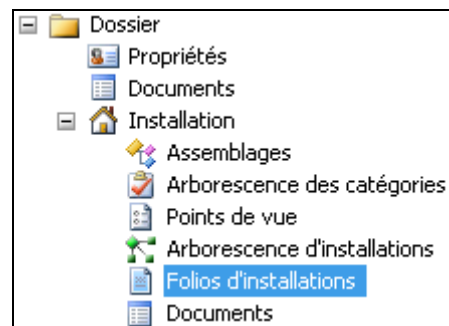 Dossier
Propriétés
Documents
Installation
Assemblages
Arborescence des catégories
Points de vue
Arborescence d'installations
Folios d'installations
Documents